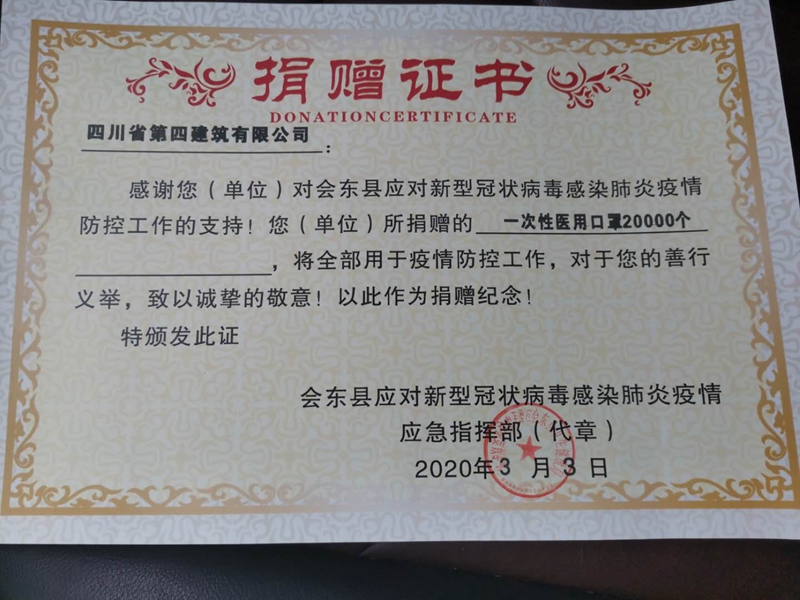 捐赠证书
DONATIONCERTIFICATE
四川省第四建筑有限公司：
感谢您（单位）对会东县应对新型冠状病毒感染肺炎疫情
防控工作的支持！您（单位）所捐赠的 一次性医用口罩20000个
，将全部用于疫情防控工作，对于您的善行
义举，致以诚挚的敬意！以此作为捐赠纪念！
特颁发此证
会东县应对新型冠状病毒感染肺炎疫情
应急指挥部（代章）
2020年3月3日